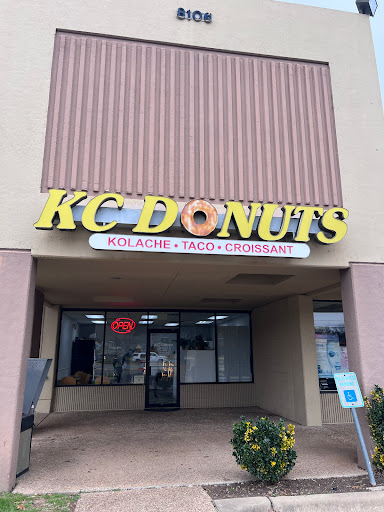 8106
KC DONUTS
KOLACHE • TACO • CROISSANT
OPEN